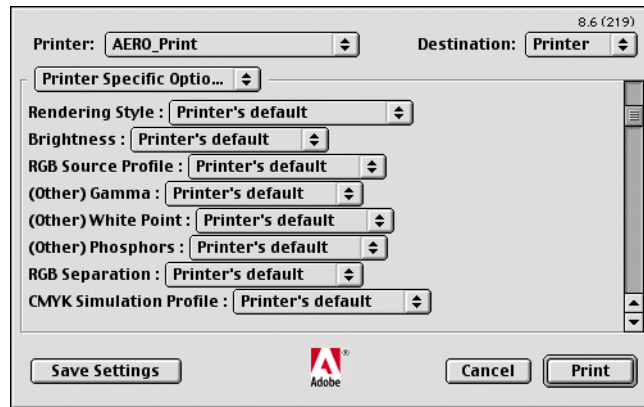 8.6 (219)
Printer: AERO_Print Destination: Printer
Printer Specific Optio...
Rendering Style : Printer's default
Brightness : Printer's default
RGB Source Profile : Printer's default
(Other) Gamma : Printer's default
(Other) White Point : Printer's default
(Other) Phosphors : Printer's default
RGB Separation : Printer's default
CMYK Simulation Profile : Printer's default
Save Settings Adobe® Cancel Print